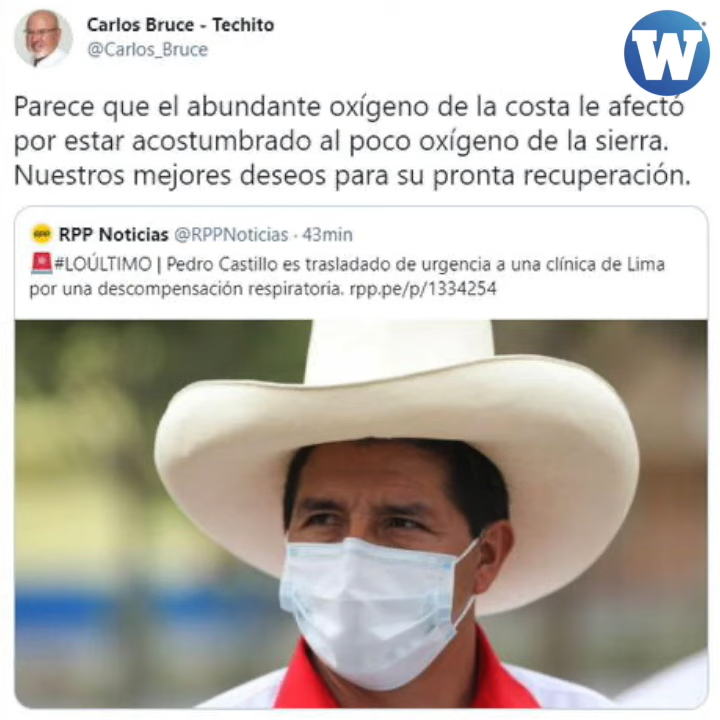 Carlos Bruce - Techito
@Carlos_Bruce
W
Parece que el abundante oxígeno de la costa le afectó
por estar acostumbrado al poco oxígeno de la sierra.
Nuestros mejores deseos para su pronta recuperación.
RPP RPP Noticias @RPPNoticias · 43min
🚨#LOÚLTIMO | Pedro Castillo es trasladado de urgencia a una clínica de Lima
por una descompensación respiratoria. rpp.pe/p/1334254